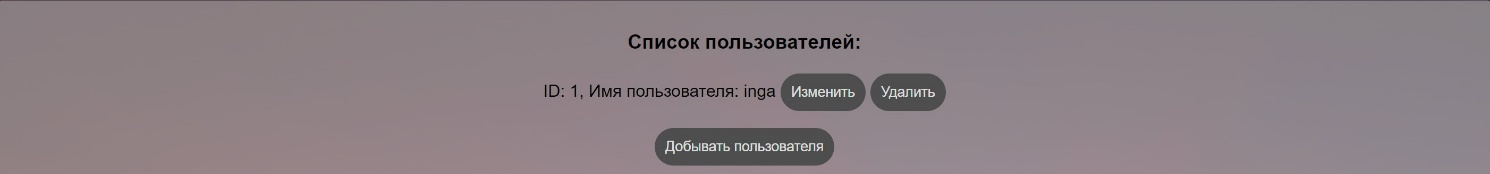 Список пользователей:
ID: 1, Имя пользователя: inga Изменить Удалить
Добывать пользователя